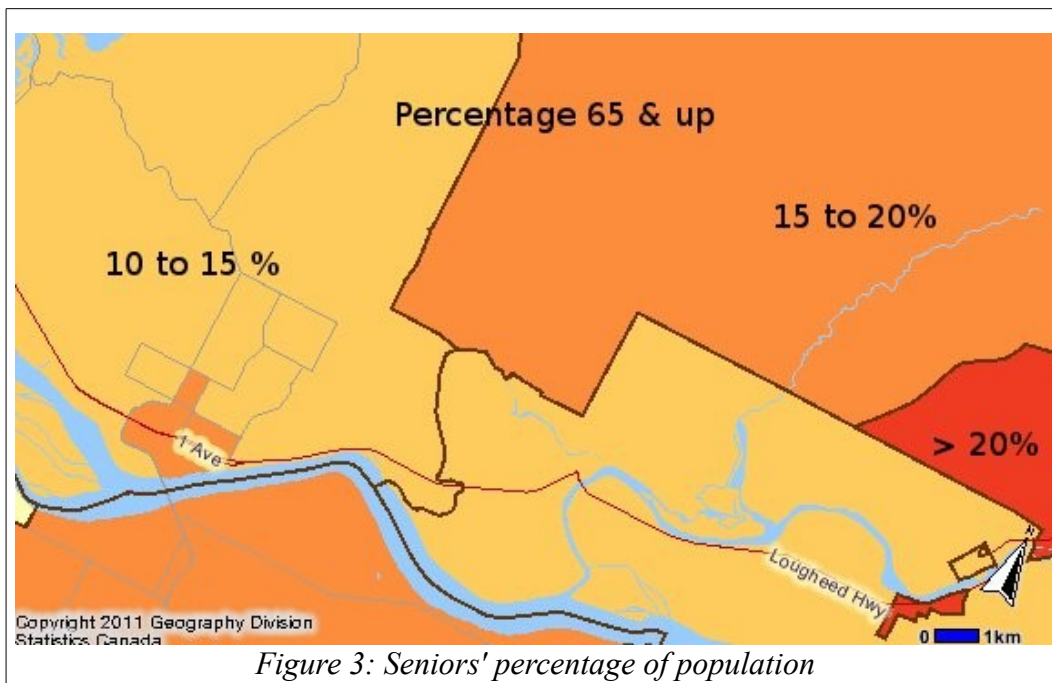 Percentage 65 & up
15 to 20%
10 to 15 %
> 20%
1 Ave
Lougheed Hwy
N
Copyright 2011 Geography Division
Statistics Canada
0 1km
Figure 3: Seniors' percentage of population